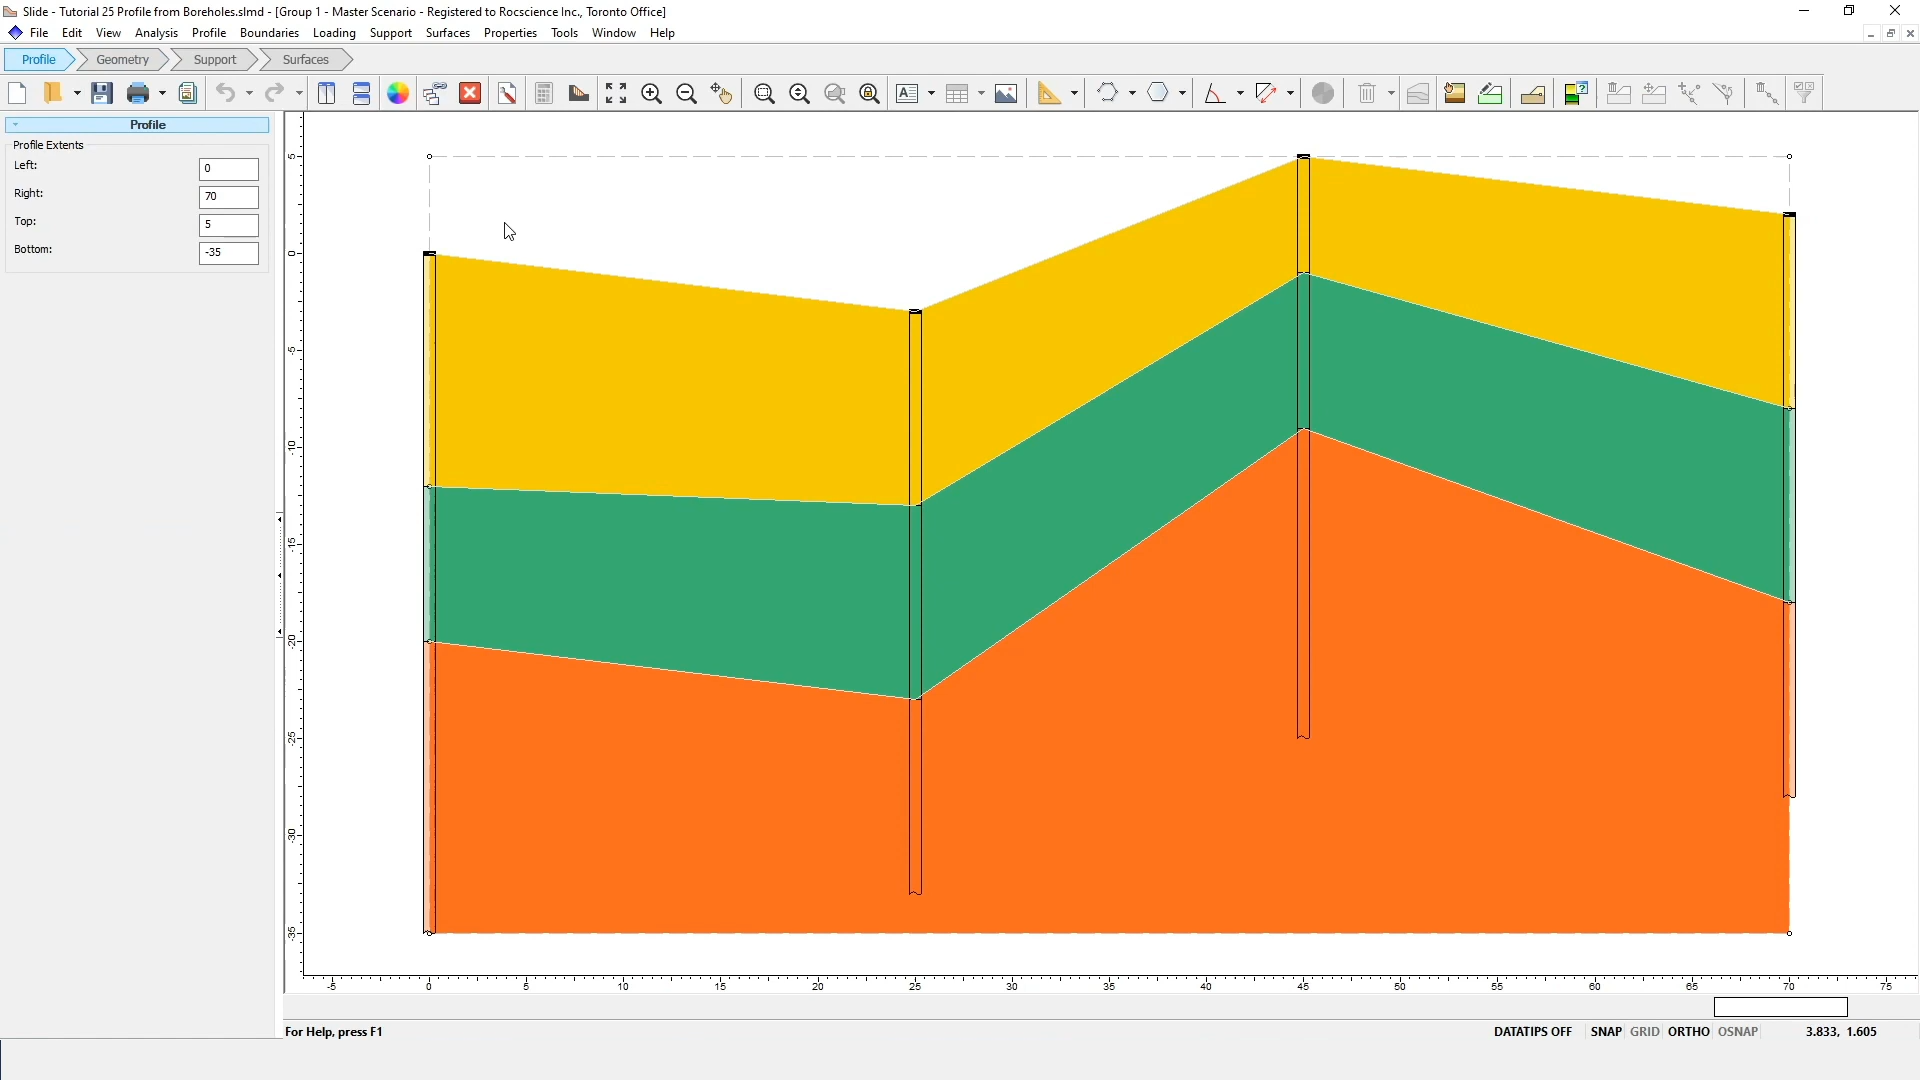 Slide - Tutorial 25 Profile from Boreholes.slmd - [Group 1 - Master Scenario - Registered to Rocscience Inc., Toronto Office]
File Edit View Analysis Profile Boundaries Loading Support Surfaces Properties Tools Window Help
Profile Geometry Support Surfaces
Profile
Profile Extents
Left: 0
Right: 70
Top: 5
Bottom: -35
5
0
-5
-10
-15
-20
-25
-30
-35
-5 0 5 10 15 20 25 30 35 40 45 50 55 60 65 70 75
For Help, press F1
DATATIPS OFF SNAP GRID ORTHO OSNAP 3.833, 1.605